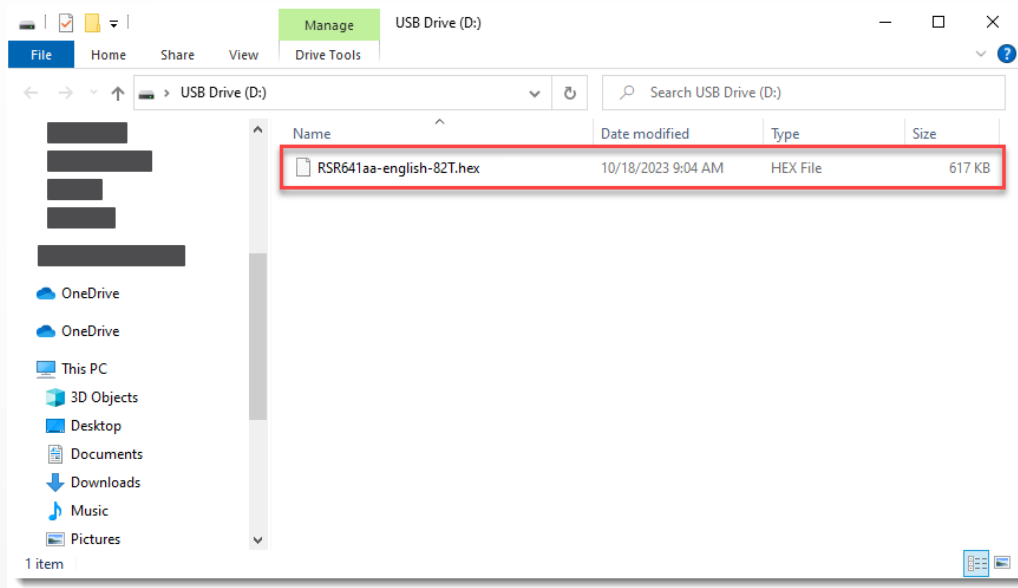 Manage USB Drive (D:)
File Home Share View Drive Tools ?
USB Drive (D:) Search USB Drive (D:)
Name Date modified Type Size
RSR641aa-english-82T.hex 10/18/2023 9:04 AM HEX File 617 KB
OneDrive
OneDrive
This PC
3D Objects
Desktop
Documents
Downloads
Music
Pictures
1 item